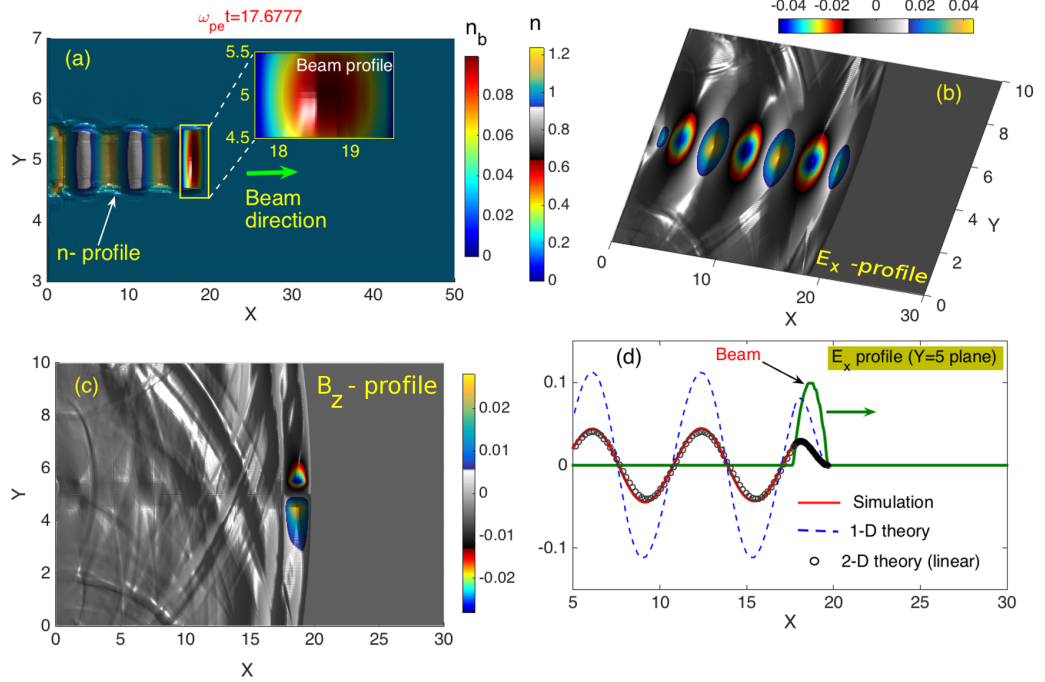 ω_pe t=17.6777
(a)
n_b
0.08
0.06
0.04
0.02
0
7
6
5
4
3
Y
0
10
20
30
40
50
X
5.5
5
4.5
18
19
Beam profile
Beam
direction
n- profile
n
1.2
1
0.8
0.6
0.4
0.2
0
-0.04 -0.02 0 0.02 0.04
(b)
10
8
6
4
2
0
Y
0
10
20
30
X
E_x -profile
(c)
B_z - profile
10
8
6
4
2
0
Y
0
5
10
15
20
25
30
X
0.02
0.01
0
-0.01
-0.02
(d)
Beam
E_x profile (Y=5 plane)
0.1
0
-0.1
5
10
15
20
25
30
X
Simulation
1-D theory
2-D theory (linear)